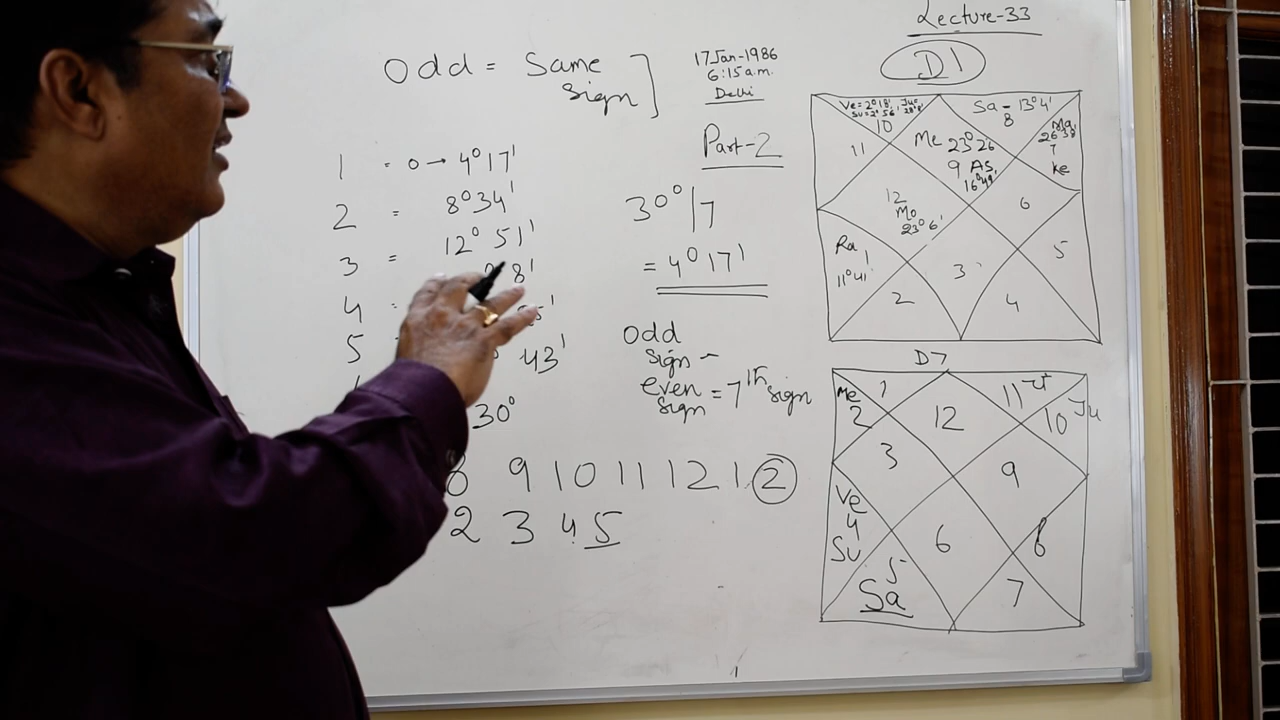 Lecture-33
D1
Odd = Same
Sign
17 Jan-1986
6:15 a.m.
Delhi
Part-2
1 = 0 → 4°17'
2 = 8°34'
3 = 12° 51'
4 = 8'
5 43'
30°
30°/7
= 4°17'
Odd
Sign -
even = 7th sign
sign
8 9 10 11 12 1 2
2 3 4 5
Ve = 2°18'
Su = 2°56'
10
Sa - 13°4'
8
Ma
26°38'
7
Ke
11
Me 23°26
9 As
16°49'
12
Mo
23°6'
6
Ra 1
11°41'
3
5
2
4
D7
Me 1
2
12
11
10 Ju
3
9
Ve
4
Su
6
8
5
Sa
7